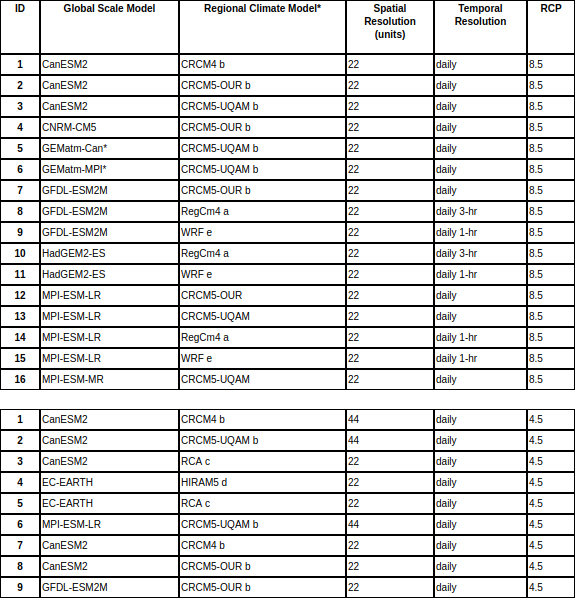 ID Global Scale Model Regional Climate Model* Spatial Resolution (units) Temporal Resolution RCP
1 CanESM2 CRCM4 b 22 daily 8.5
2 CanESM2 CRCM5-OUR b 22 daily 8.5
3 CanESM2 CRCM5-UQAM b 22 daily 8.5
4 CNRM-CM5 CRCM5-OUR b 22 daily 8.5
5 GEMatm-Can* CRCM5-UQAM b 22 daily 8.5
6 GEMatm-MPI* CRCM5-UQAM b 22 daily 8.5
7 GFDL-ESM2M CRCM5-OUR b 22 daily 8.5
8 GFDL-ESM2M RegCm4 a 22 daily 3-hr 8.5
9 GFDL-ESM2M WRF e 22 daily 1-hr 8.5
10 HadGEM2-ES RegCm4 a 22 daily 3-hr 8.5
11 HadGEM2-ES WRF e 22 daily 1-hr 8.5
12 MPI-ESM-LR CRCM5-OUR 22 daily 8.5
13 MPI-ESM-LR CRCM5-UQAM 22 daily 8.5
14 MPI-ESM-LR RegCm4 a 22 daily 1-hr 8.5
15 MPI-ESM-LR WRF e 22 daily 1-hr 8.5
16 MPI-ESM-MR CRCM5-UQAM 22 daily 8.5
1 CanESM2 CRCM4 b 44 daily 4.5
2 CanESM2 CRCM5-UQAM b 44 daily 4.5
3 CanESM2 RCA c 22 daily 4.5
4 EC-EARTH HIRAM5 d 22 daily 4.5
5 EC-EARTH RCA c 22 daily 4.5
6 MPI-ESM-LR CRCM5-UQAM b 44 daily 4.5
7 CanESM2 CRCM4 b 22 daily 4.5
8 CanESM2 CRCM5-OUR b 22 daily 4.5
9 GFDL-ESM2M CRCM5-OUR b 22 daily 4.5